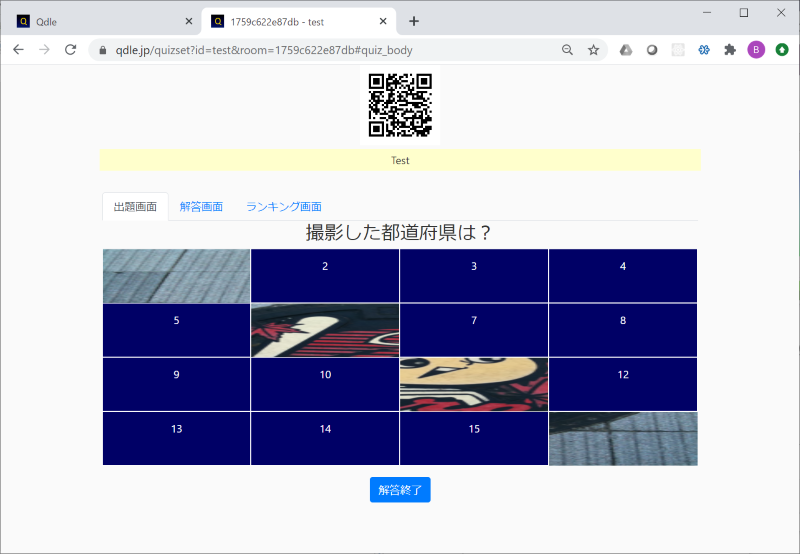 Qdle
1759c622e87db - test
qdle.jp/quizset?id=test&room=1759c622e87db#quiz_body
B
Test
出題画面 解答画面 ランキング画面
撮影した都道府県は？
2 3 4
5 7 8
9 10 12
13 14 15
解答終了